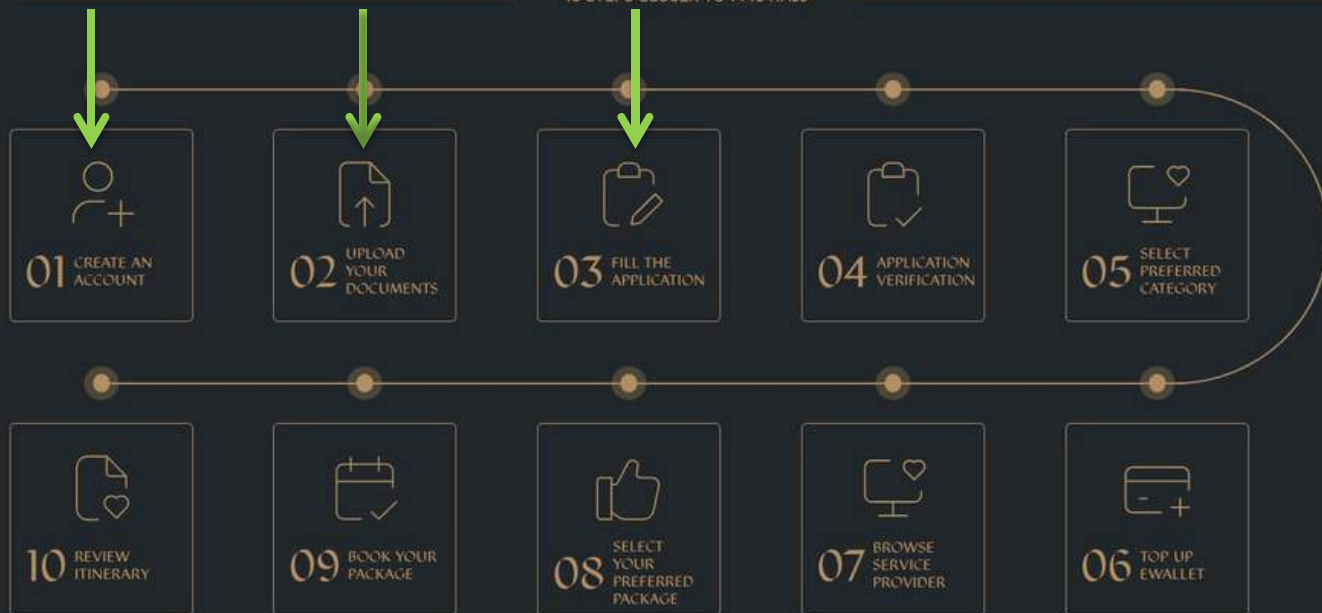 01 CREATE AN
ACCOUNT
02 UPLOAD
YOUR
DOCUMENTS
03 FILL THE
APPLICATION
04 APPLICATION
VERIFICATION
05 SELECT
PREFERRED
CATEGORY
10 REVIEW
ITINERARY
09 BOOK YOUR
PACKAGE
08 SELECT
YOUR
PREFERRED
PACKAGE
07 BROWSE
SERVICE
PROVIDER
06 TOP UP
EWALLET